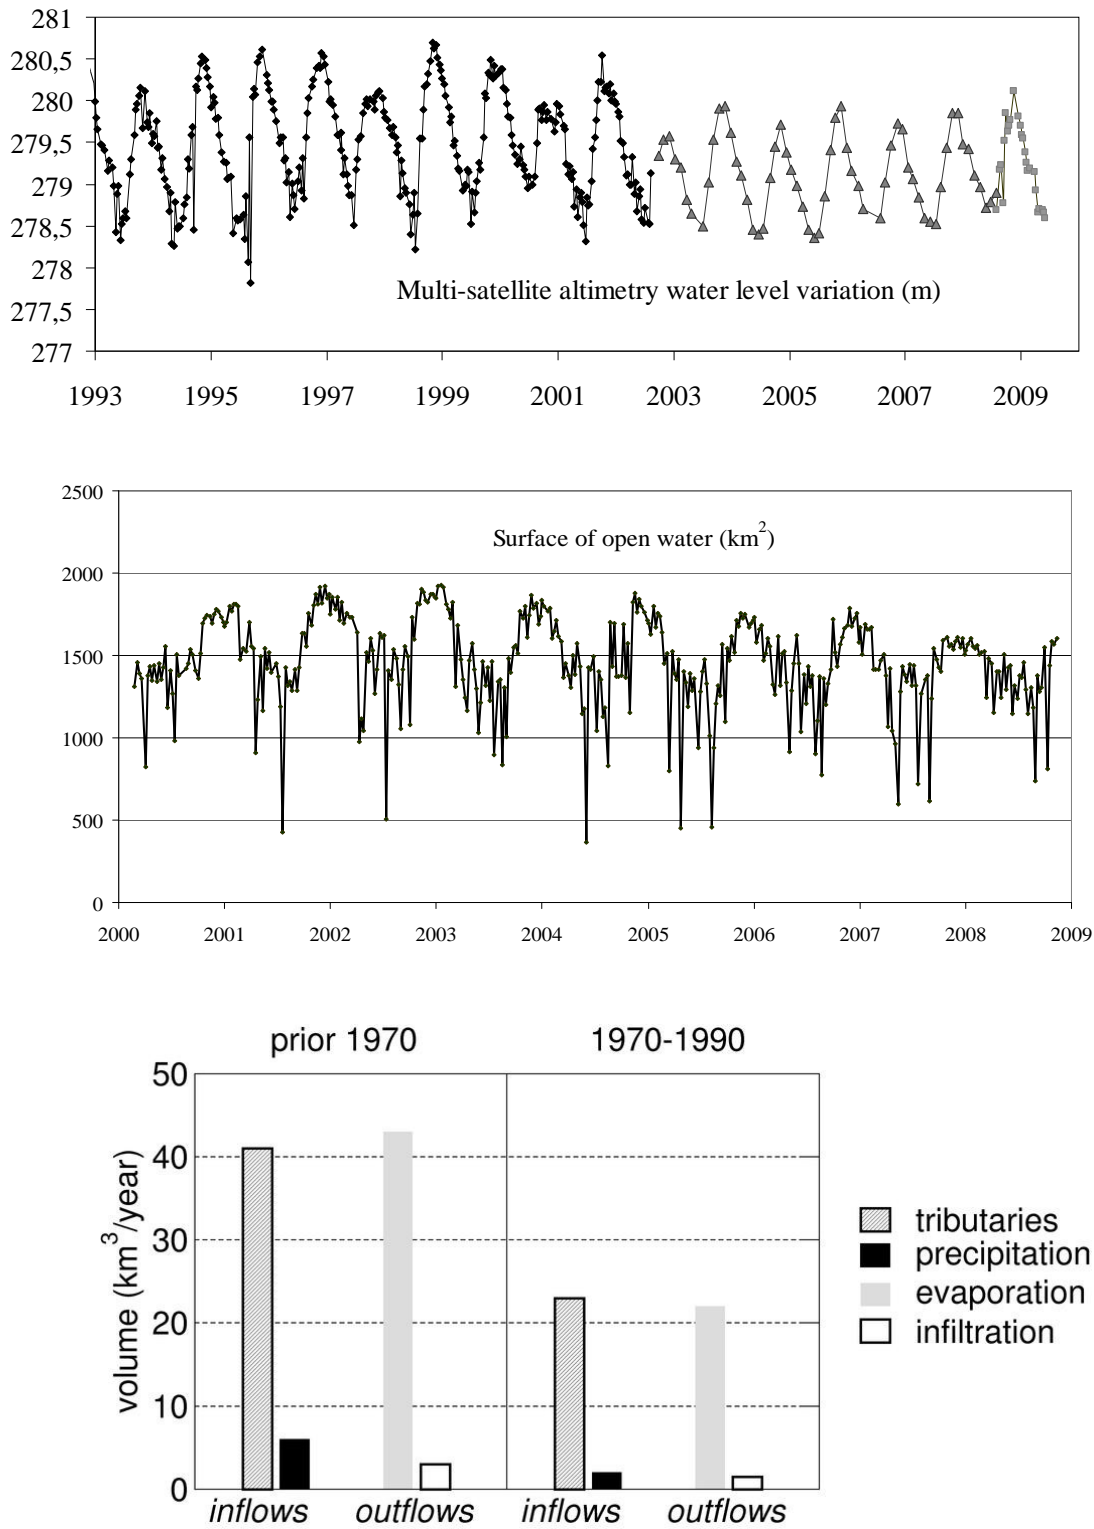 281
280,5
280
279,5
279
278,5
278
277,5
277
Multi-satellite altimetry water level variation (m)
1993 1995 1997 1999 2001 2003 2005 2007 2009
2500
2000
1500
1000
500
0
Surface of open water (km²)
2000 2001 2002 2003 2004 2005 2006 2007 2008 2009
prior 1970 1970-1990
volume (km³/year)
50
40
30
20
10
0
inflows outflows inflows outflows
tributaries
precipitation
evaporation
infiltration